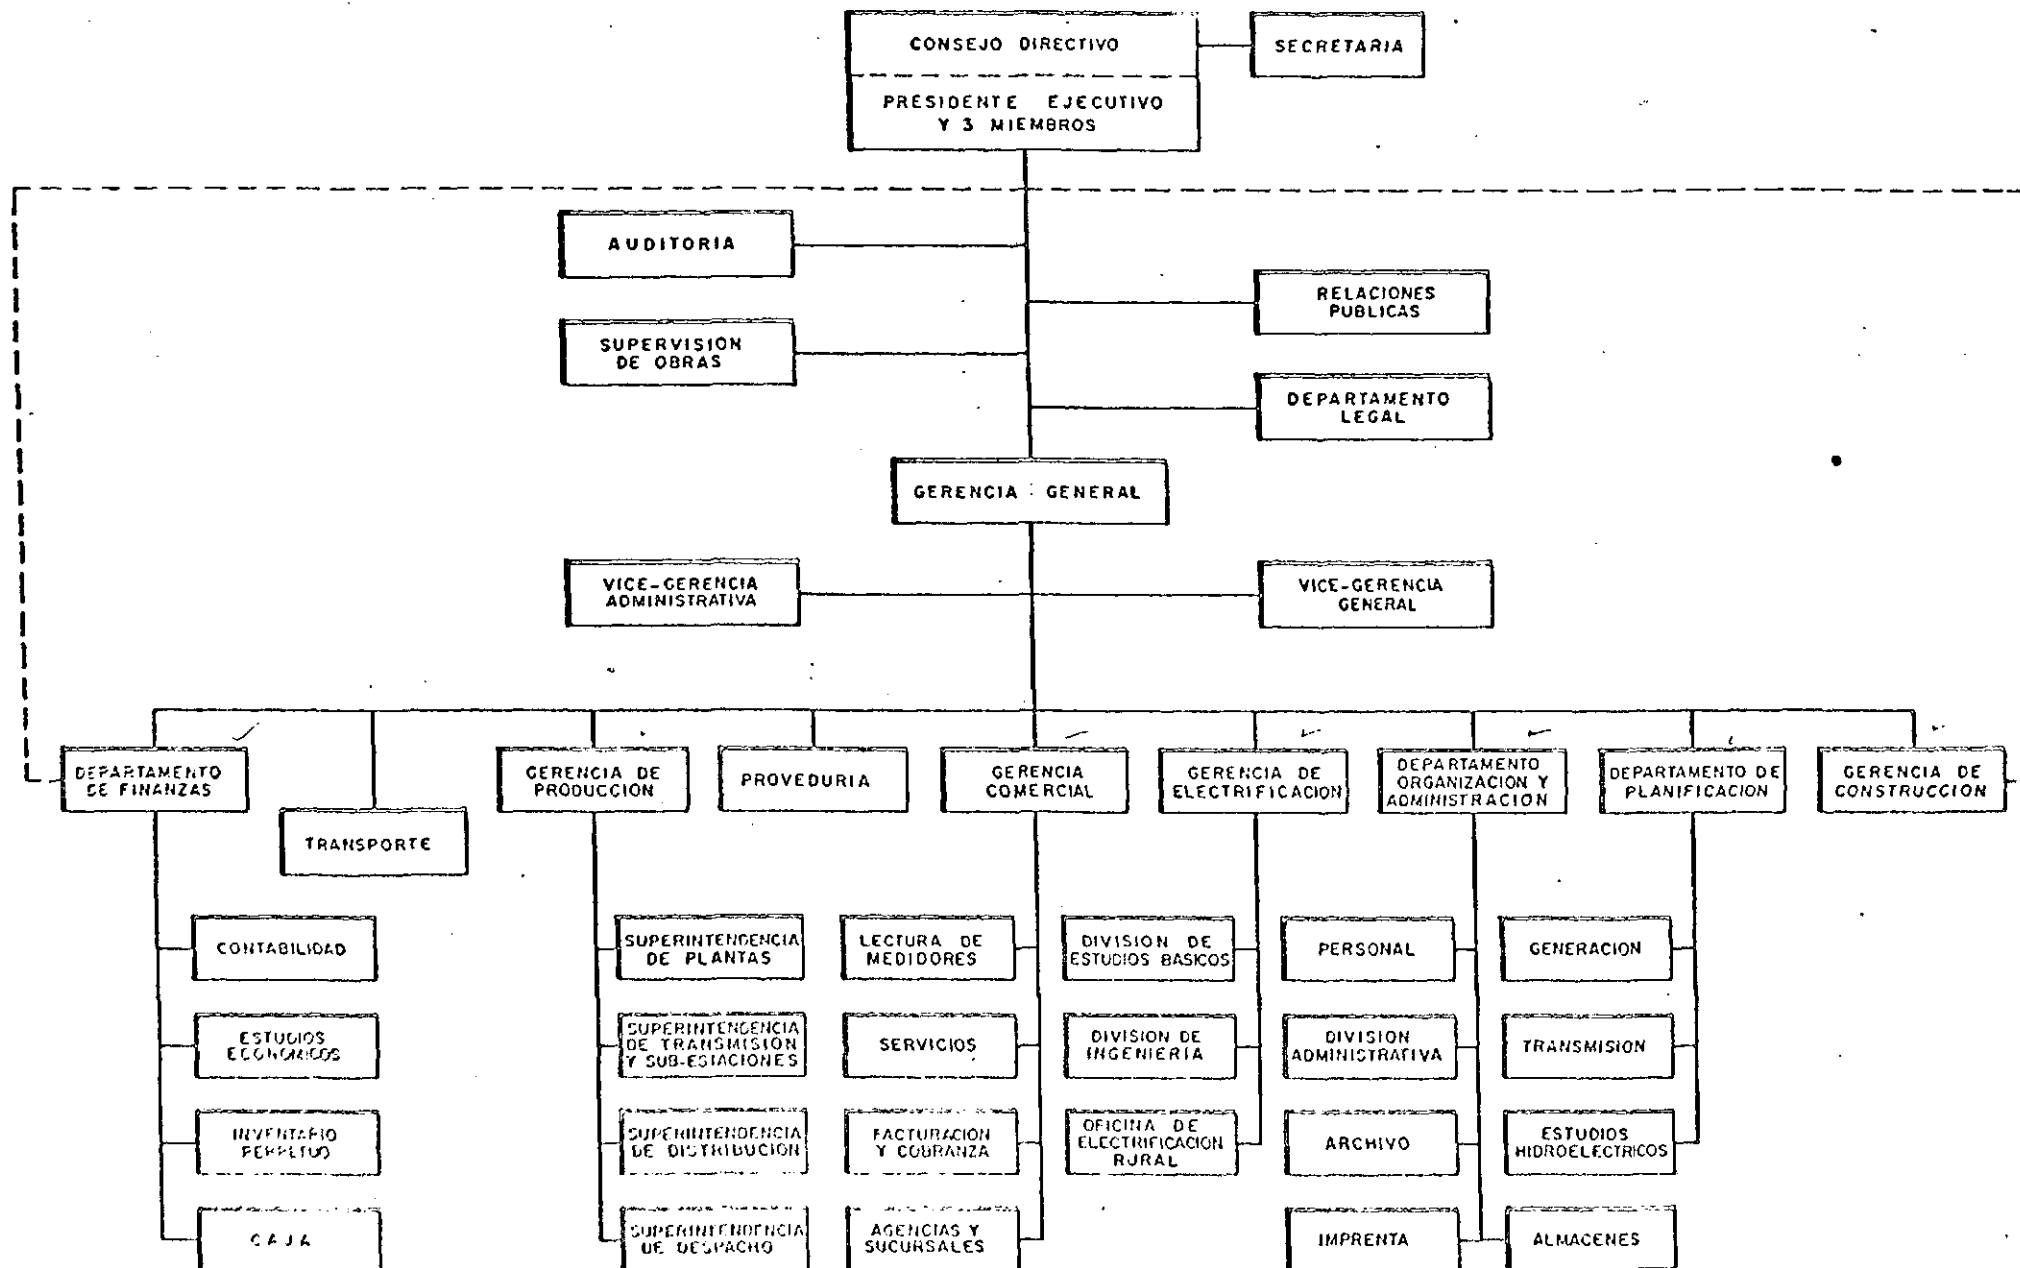 CONSEJO DIRECTIVO
SECRETARIA
PRESIDENTE EJECUTIVO
Y 3 MIEMBROS
AUDITORIA
RELACIONES
PUBLICAS
SUPERVISION
DE OBRAS
DEPARTAMENTO
LEGAL
GERENCIA GENERAL
VICE-GERENCIA
ADMINISTRATIVA
VICE-GERENCIA
GENERAL
DEPARTAMENTO
DE FINANZAS
TRANSPORTE
GERENCIA DE
PRODUCCION
PROVEDURIA
GERENCIA
COMERCIAL
GERENCIA DE
ELECTRIFICACION
DEPARTAMENTO
ORGANIZACION Y
ADMINISTRACION
DEPARTAMENTO DE
PLANIFICACION
GERENCIA DE
CONSTRUCCION
CONTABILIDAD
SUPERINTENDENCIA
DE PLANTAS
LECTURA DE
MEDIDORES
DIVISION DE
ESTUDIOS BASICOS
PERSONAL
GENERACION
ESTUDIOS
ECONOMICOS
SUPERINTENDENCIA
DE TRANSMISION
Y SUB-ESTACIONES
SERVICIOS
DIVISION DE
INGENIERIA
DIVISION
ADMINISTRATIVA
TRANSMISION
INVENTARIO
PERPETUO
SUPERINTENDENCIA
DE DISTRIBUCION
FACTURACION
Y COBRANZA
OFICINA DE
ELECTRIFICACION
RURAL
ARCHIVO
ESTUDIOS
HIDROELECTRICOS
CAJA
SUPERINTENDENCIA
DE DESPACHO
AGENCIAS Y
SUCURSALES
IMPRENTA
ALMACENES